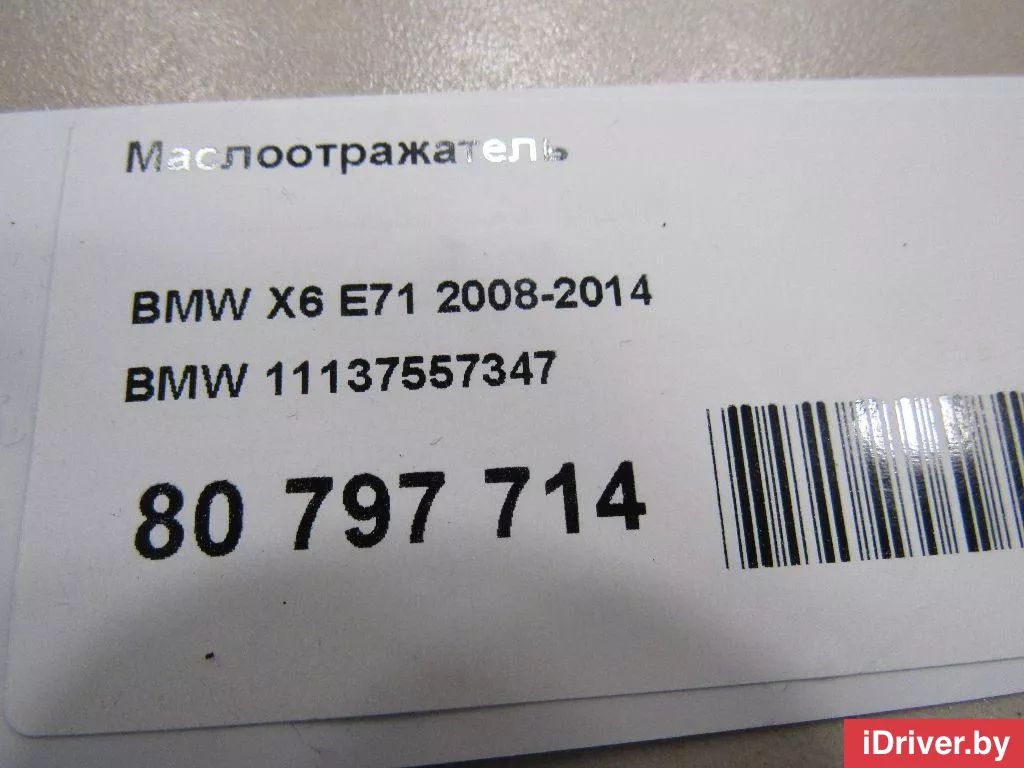 Маслоотражатель
BMW X6 E71 2008-2014
BMW 11137557347
80 797 714
iDriver.by